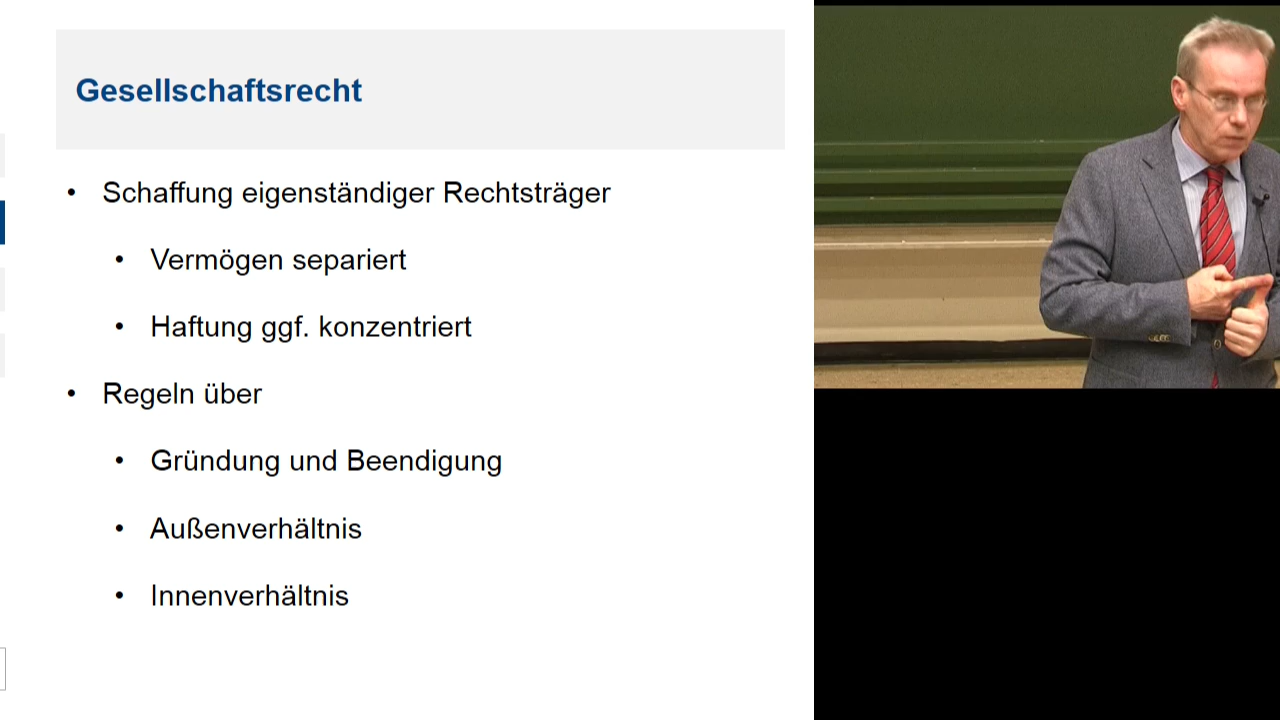 Gesellschaftsrecht
• Schaffung eigenständiger Rechtsträger
• Vermögen separiert
• Haftung ggf. konzentriert
• Regeln über
• Gründung und Beendigung
• Außenverhältnis
• Innenverhältnis